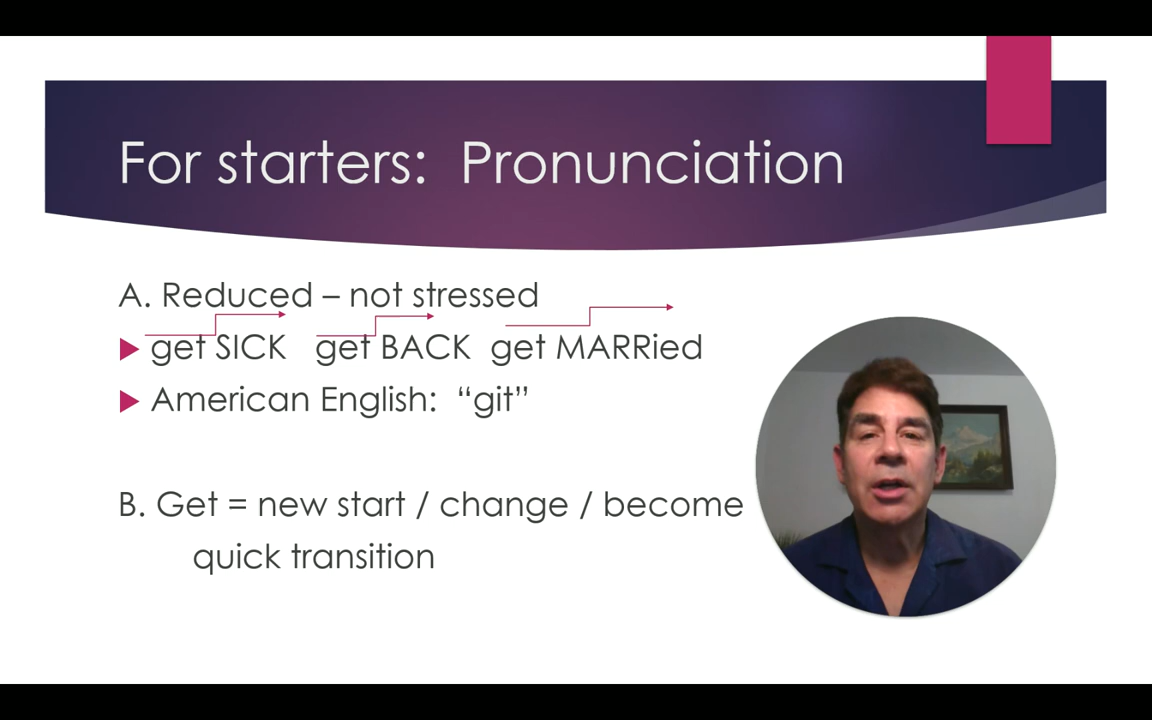 For starters: Pronunciation
A. Reduced – not stressed
get SICK get BACK get MARRied
American English: “git”
B. Get = new start / change / become
quick transition